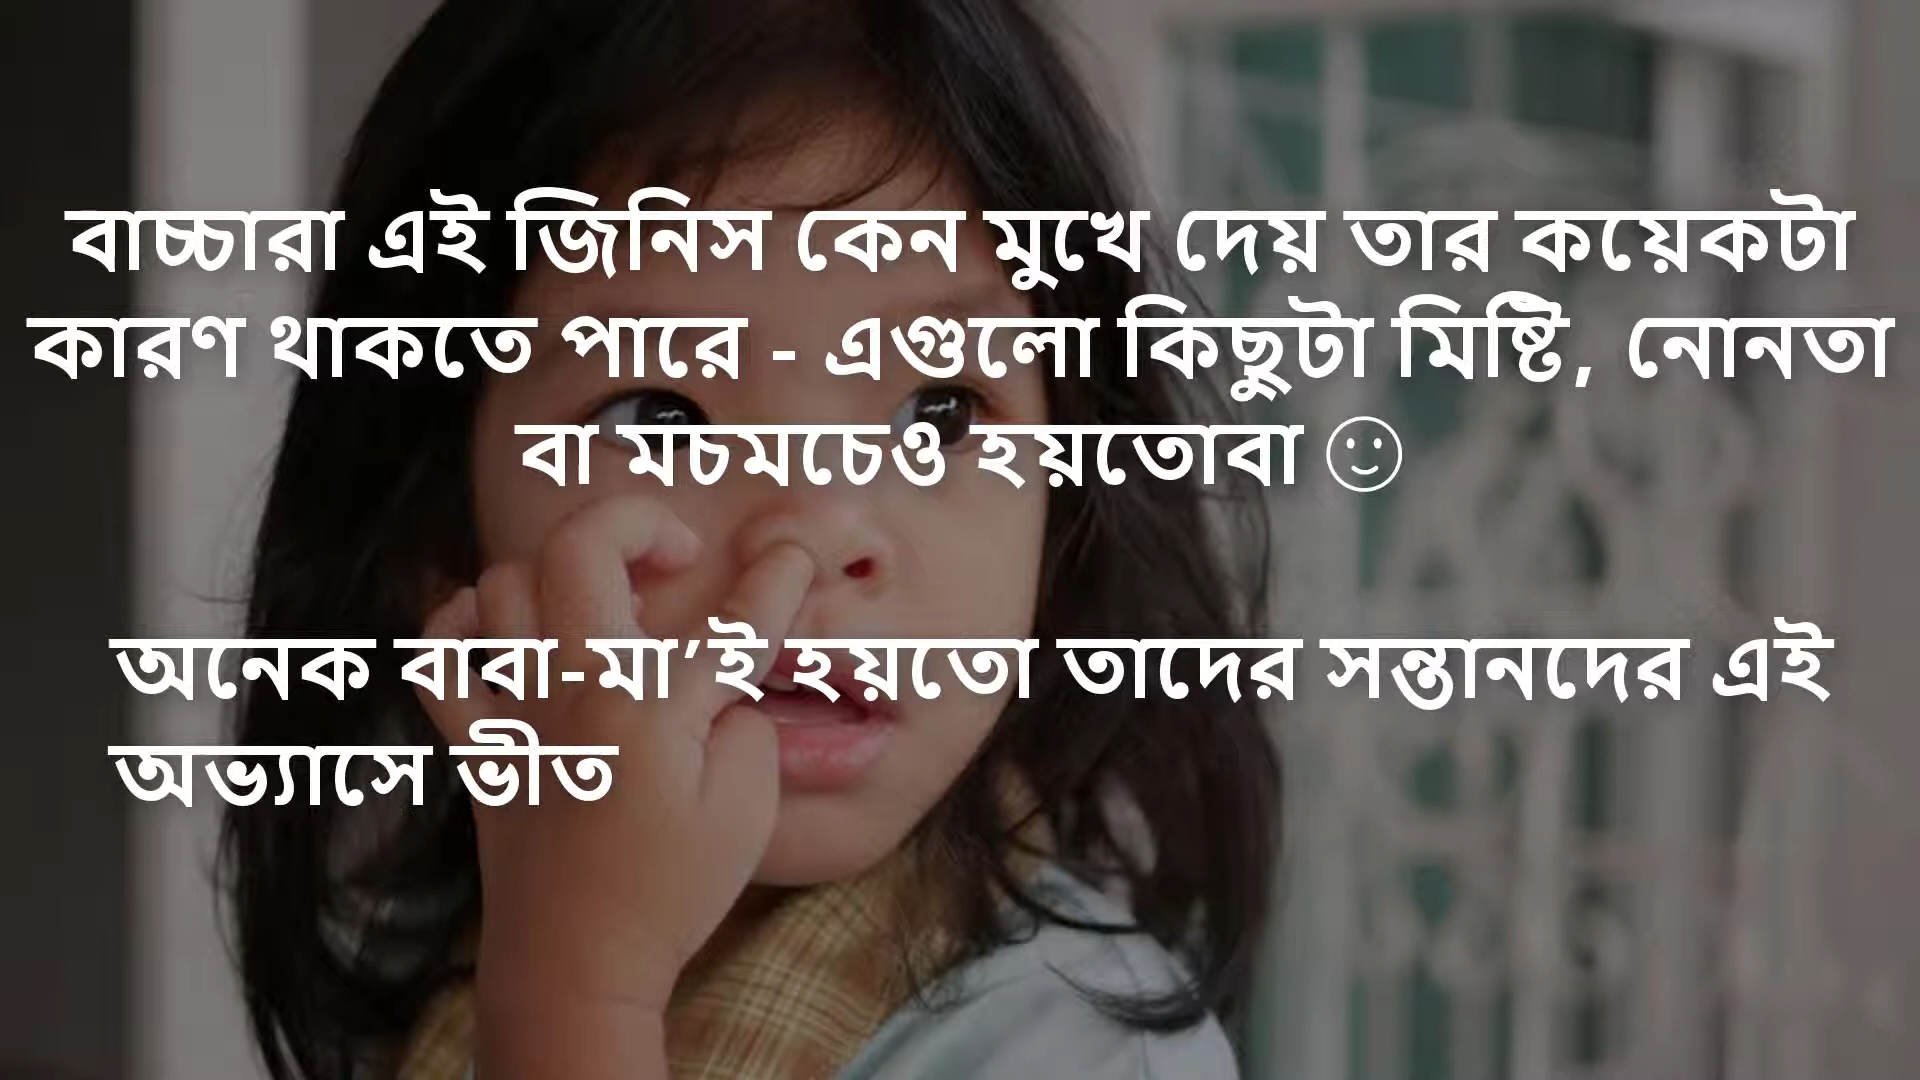 বাচ্চারা এই জিনিস কেন মুখে দেয় তার কয়েকটা
কারণ থাকতে পারে - এগুলো কিছুটা মিষ্টি, নোনতা
বা মচমচেও হয়তোবা 🙂
অনেক বাবা-মা’ই হয়তো তাদের সন্তানদের এই
অভ্যাসে ভীত